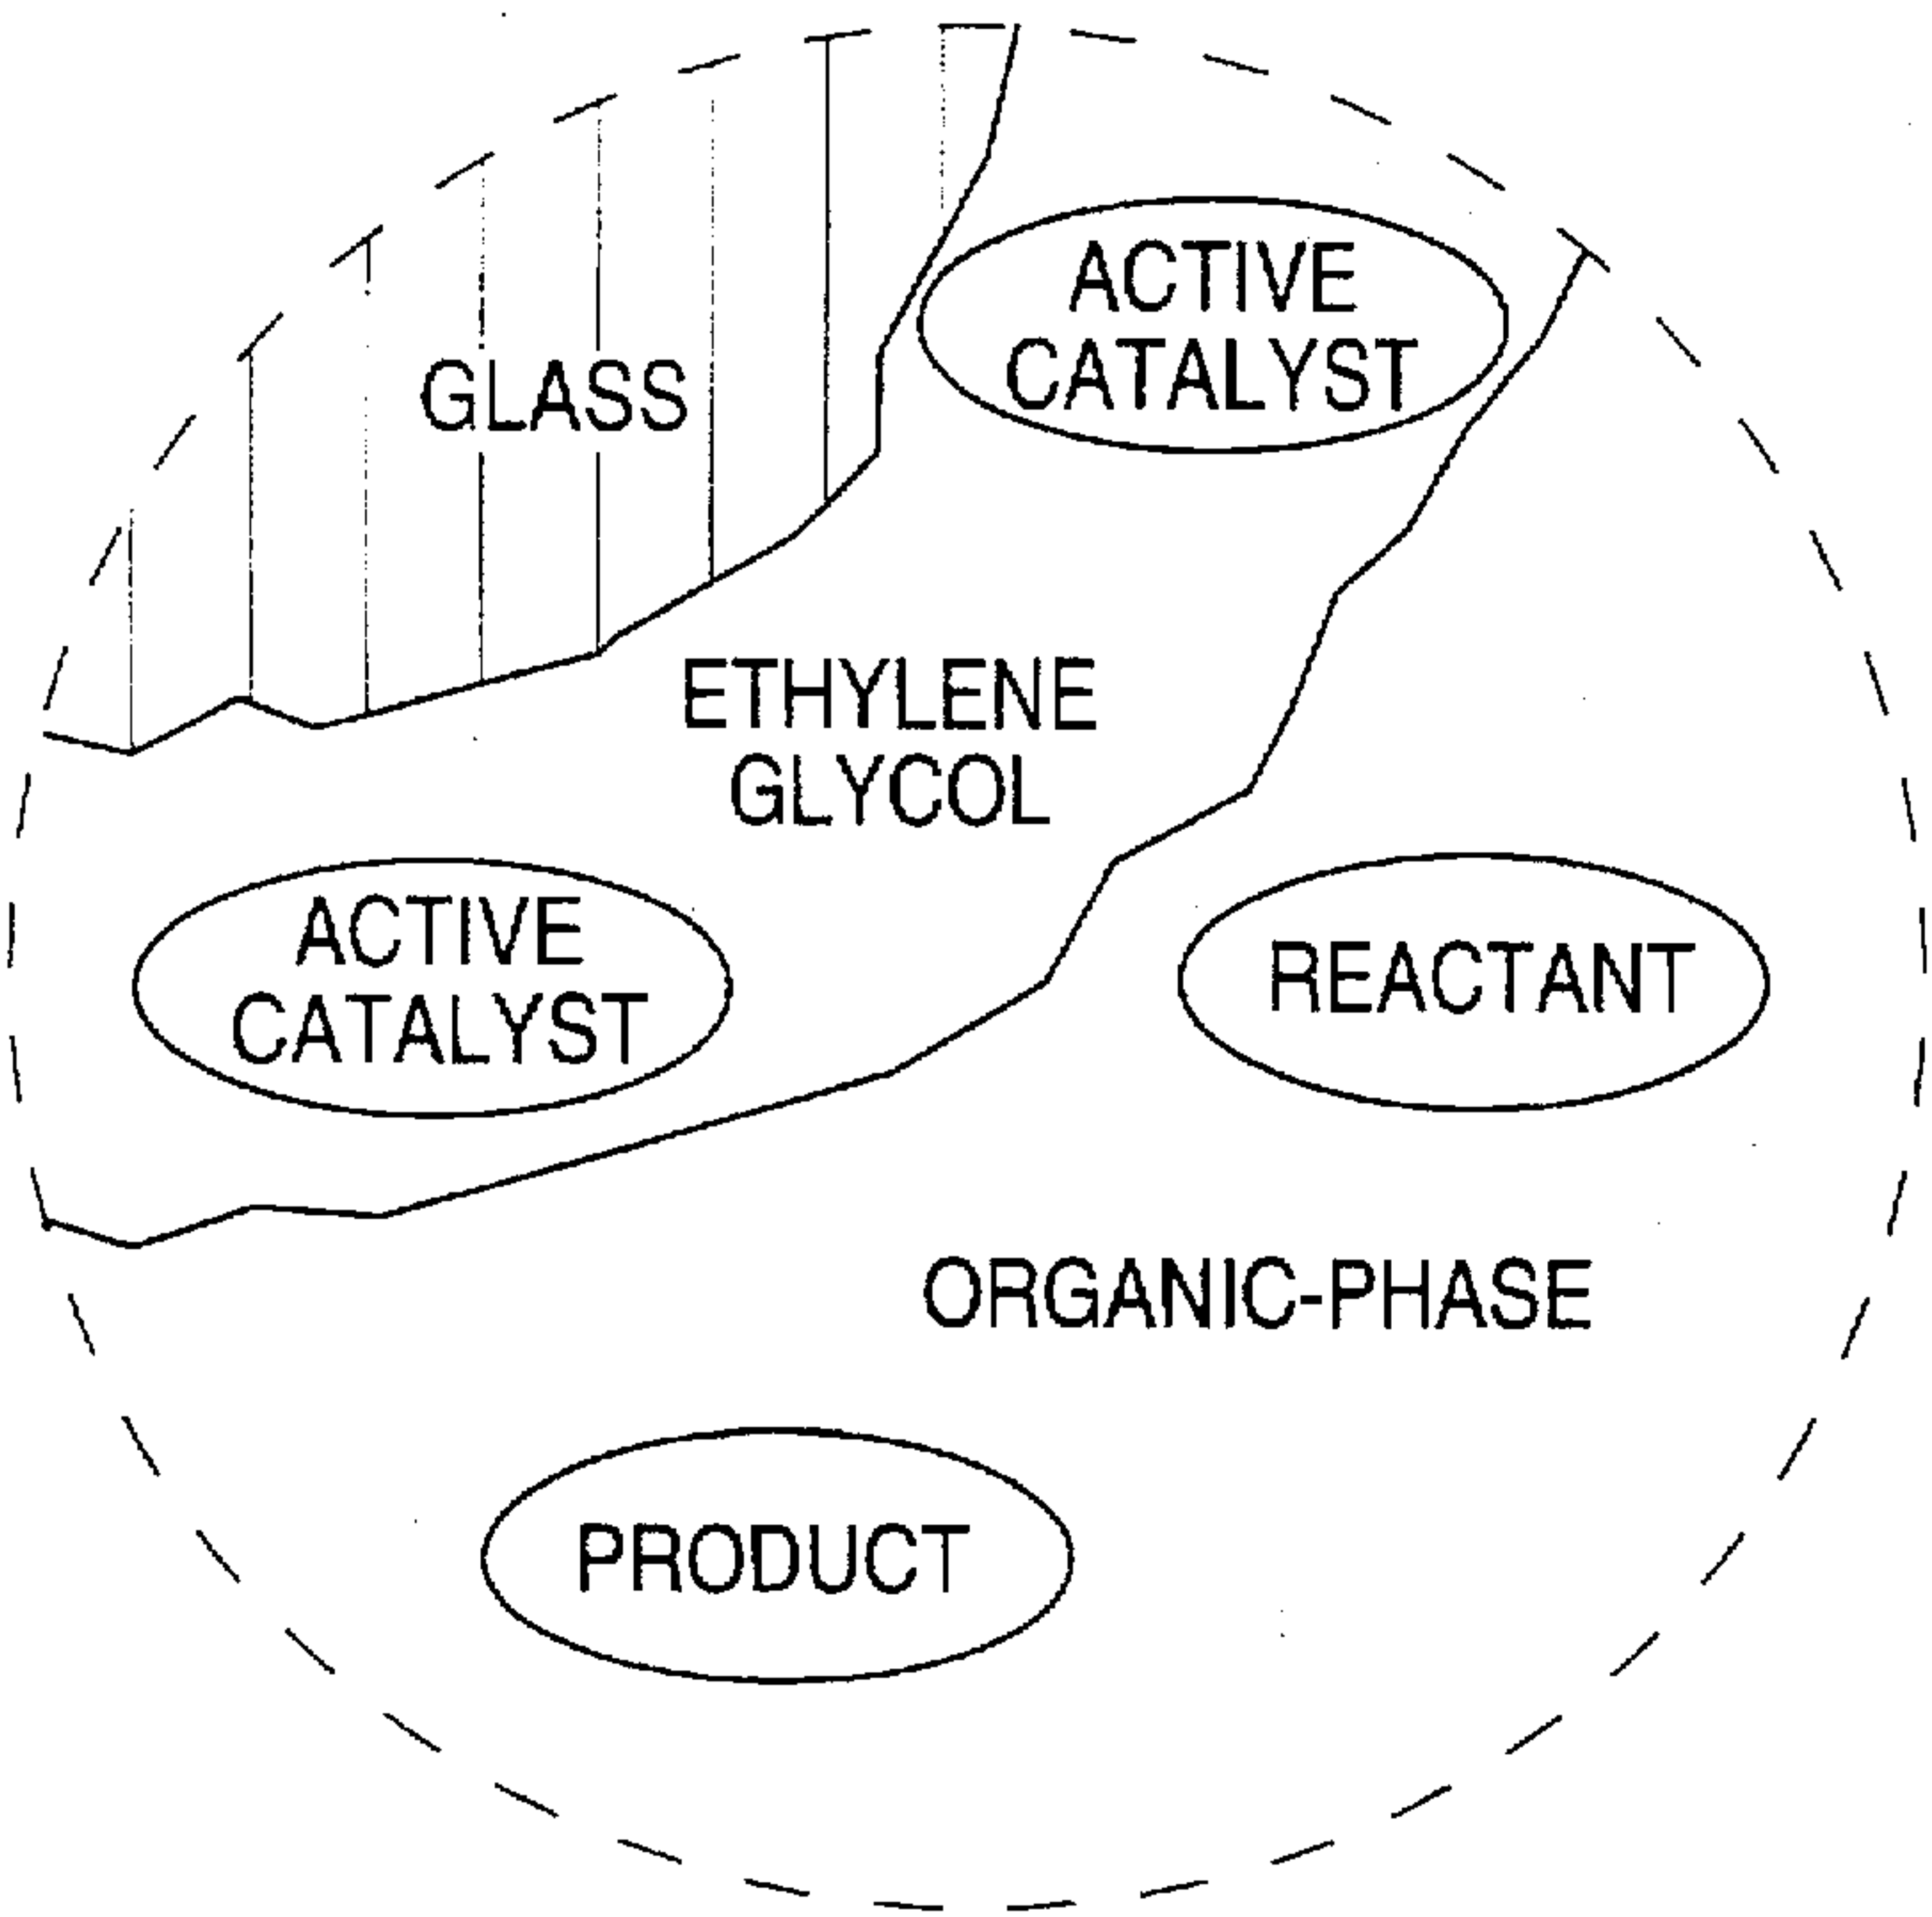 ACTIVE
CATALYST
GLASS
ETHYLENE
GLYCOL
ACTIVE
CATALYST
REACTANT
ORGANIC-PHASE
PRODUCT